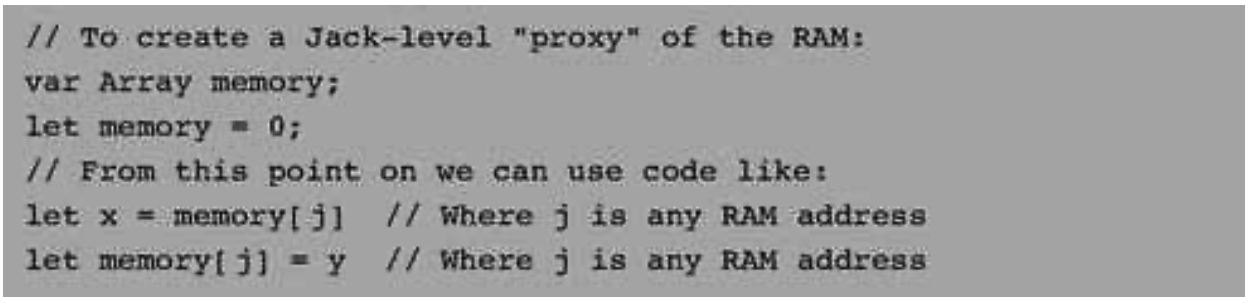 // To create a Jack-level "proxy" of the RAM:
var Array memory;
let memory = 0;
// From this point on we can use code like:
let x = memory[j]  // Where j is any RAM address
let memory[j] = y  // Where j is any RAM address